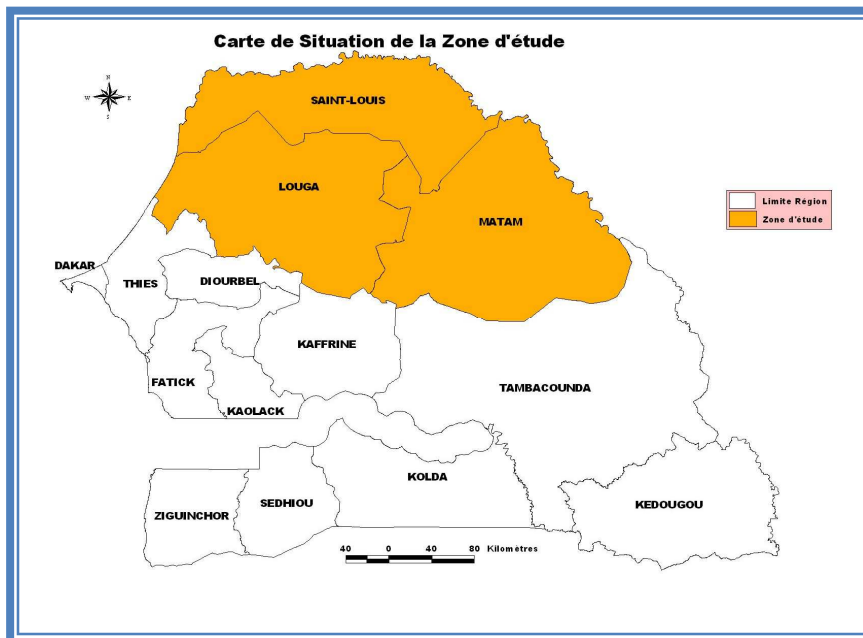 Carte de Situation de la Zone d'étude
N
W E
S
SAINT-LOUIS
LOUGA
MATAM
Limite Région
Zone d'étude
DAKAR
THIES
DIOURBEL
KAFFRINE
FATICK
KAOLACK
TAMBACOUNDA
ZIGUINCHOR
SEDHIOU
KOLDA
KEDOUGOU
40 0 40 80 Kilomètres